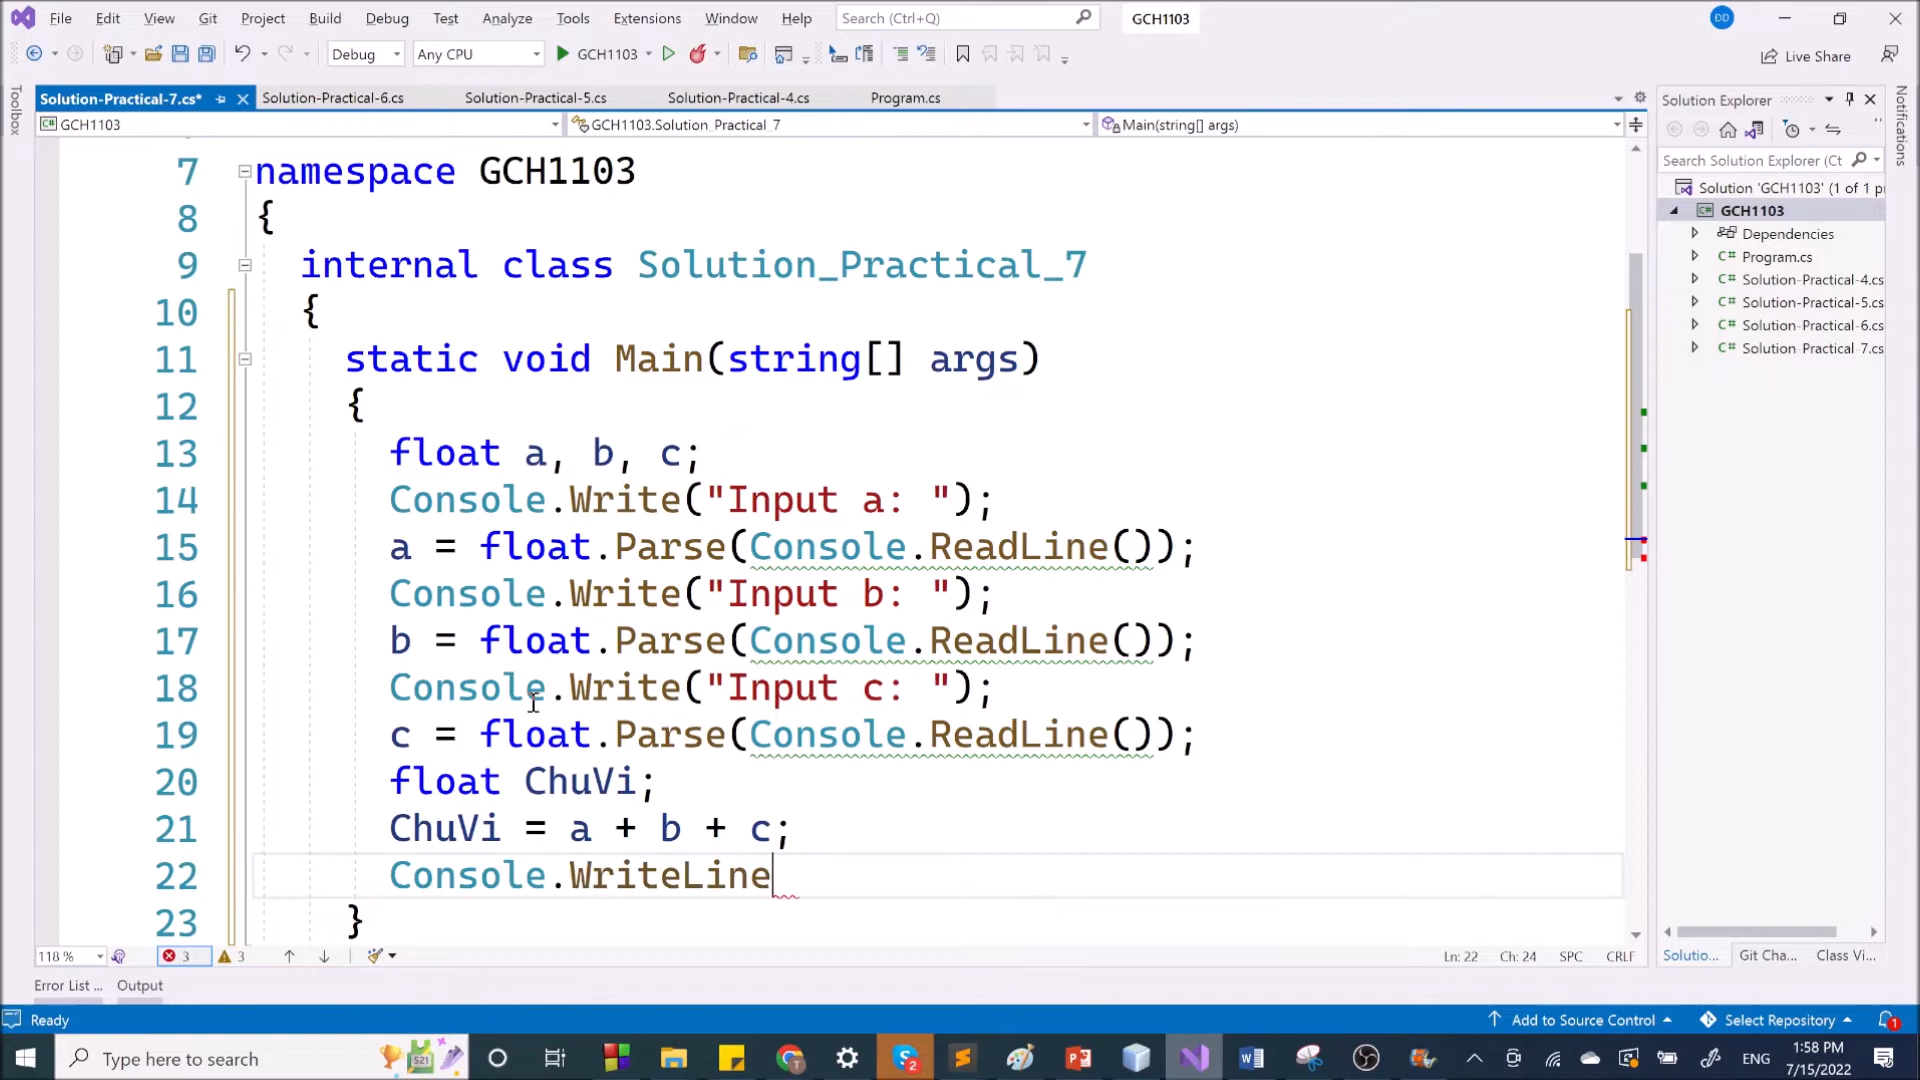 File Edit View Git Project Build Debug Test Analyze Tools Extensions Window Help Search (Ctrl+Q) GCH1103 DD
Debug Any CPU GCH1103 Live Share
Toolbox
Solution-Practical-7.cs* Solution-Practical-6.cs Solution-Practical-5.cs Solution-Practical-4.cs Program.cs
GCH1103 GCH1103.Solution_Practical_7 Main(string[] args)
7 namespace GCH1103
8 {
9 internal class Solution_Practical_7
10 {
11 static void Main(string[] args)
12 {
13 float a, b, c;
14 Console.Write("Input a: ");
15 a = float.Parse(Console.ReadLine());
16 Console.Write("Input b: ");
17 b = float.Parse(Console.ReadLine());
18 Console.Write("Input c: ");
19 c = float.Parse(Console.ReadLine());
20 float ChuVi;
21 ChuVi = a + b + c;
22 Console.WriteLine
23 }
118 % 3 3 Ln: 22 Ch: 24 SPC CRLF
Solution Explorer
Search Solution Explorer (Ct
Solution 'GCH1103' (1 of 1 p
GCH1103
Dependencies
Program.cs
Solution-Practical-4.cs
Solution-Practical-5.cs
Solution-Practical-6.cs
Solution-Practical-7.cs
Solutio... Git Cha... Class Vi...
Notifications
Error List ... Output
Ready Add to Source Control Select Repository 1
Type here to search S21 2 ENG 1:58 PM
7/15/2022